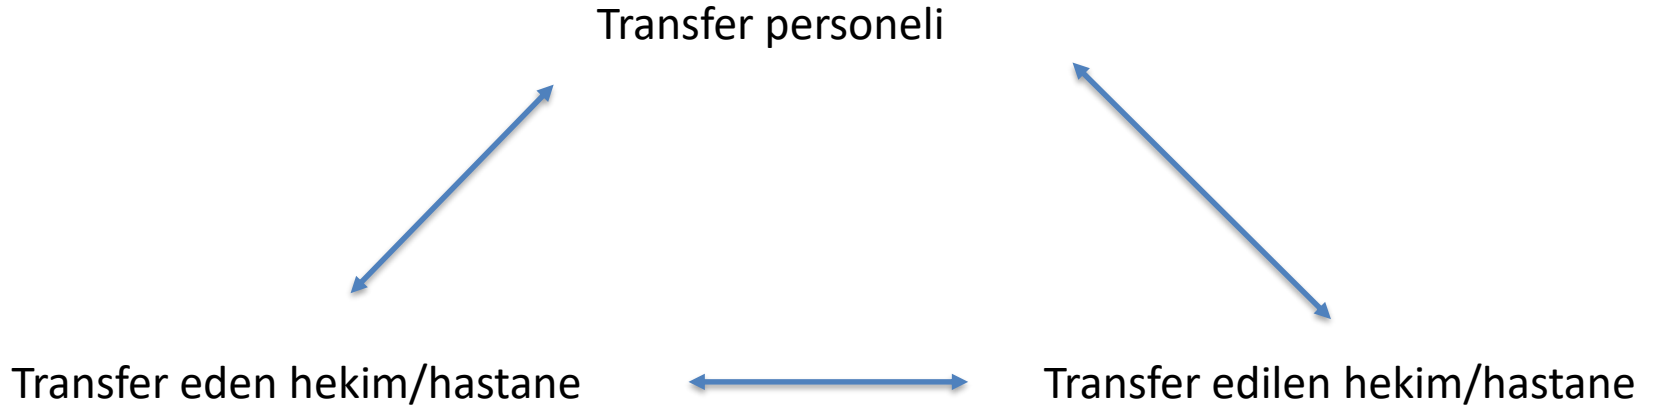 Transfer personeli
Transfer eden hekim/hastane
Transfer edilen hekim/hastane